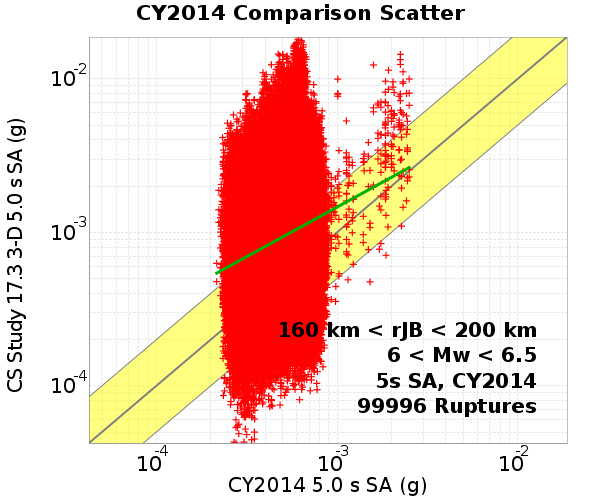 CY2014 Comparison Scatter
CS Study 17.3 3-D 5.0 s SA (g)
10-2
10-3
10-4
160 km < rJB < 200 km
6 < Mw < 6.5
5s SA, CY2014
99996 Ruptures
10-4 10-3 10-2
CY2014 5.0 s SA (g)